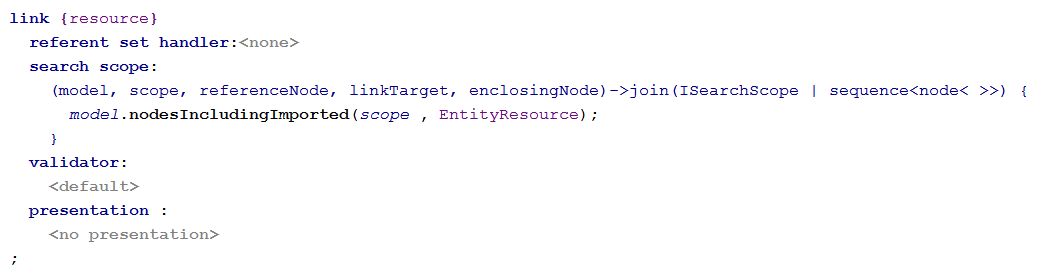 link {resource}
referent set handler:<none>
search scope:
(model, scope, referenceNode, linkTarget, enclosingNode)->join(ISearchScope | sequence<node< >>) {
model.nodesIncludingImported(scope , EntityResource);
}
validator:
<default>
presentation :
<no presentation>
;